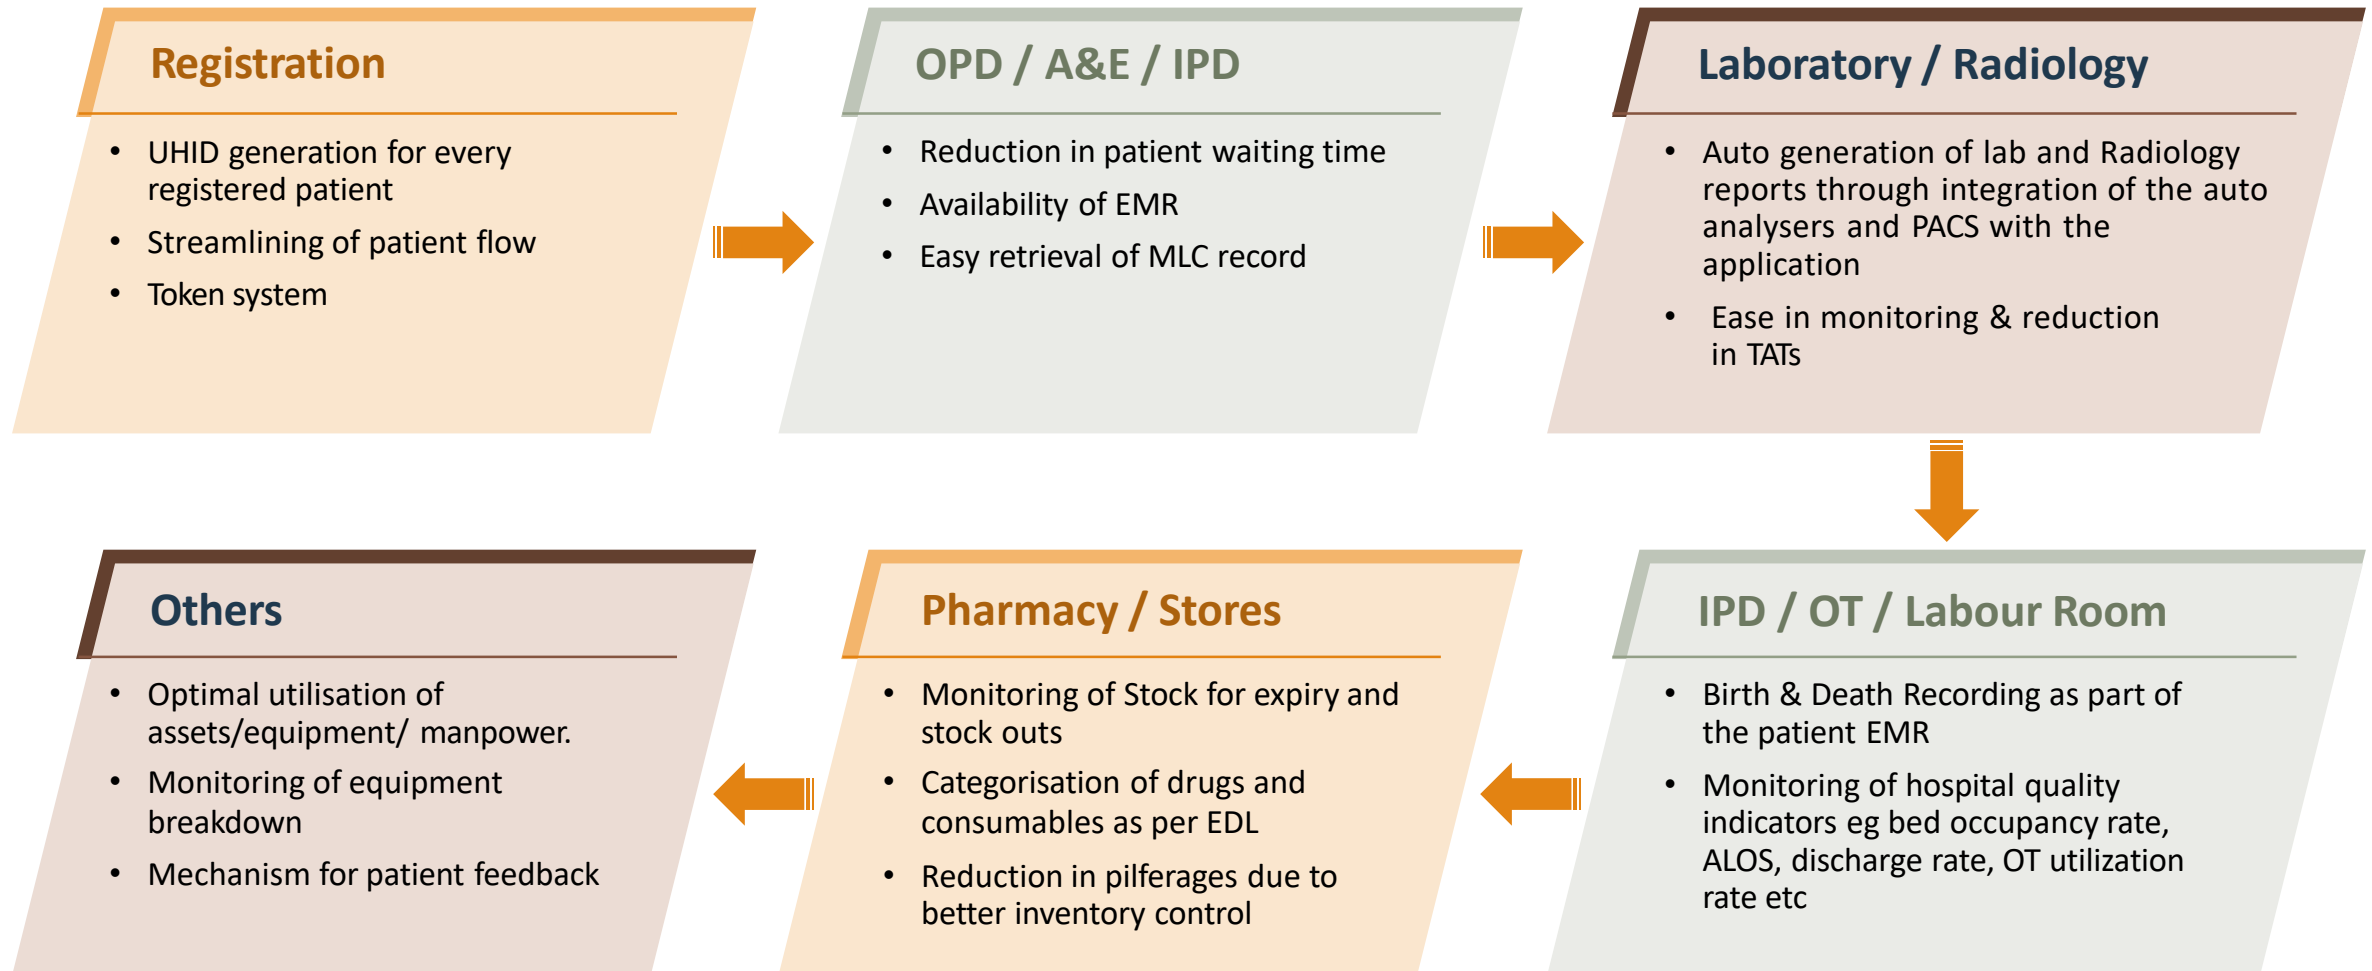 Registration
• UHID generation for every
registered patient
• Streamlining of patient flow
• Token system
OPD / A&E / IPD
• Reduction in patient waiting time
• Availability of EMR
• Easy retrieval of MLC record
Laboratory / Radiology
• Auto generation of lab and Radiology
reports through integration of the auto
analysers and PACS with the
application
• Ease in monitoring & reduction
in TATs
IPD / OT / Labour Room
• Birth & Death Recording as part of
the patient EMR
• Monitoring of hospital quality
indicators eg bed occupancy rate,
ALOS, discharge rate, OT utilization
rate etc
Pharmacy / Stores
• Monitoring of Stock for expiry and
stock outs
• Categorisation of drugs and
consumables as per EDL
• Reduction in pilferages due to
better inventory control
Others
• Optimal utilisation of
assets/equipment/ manpower.
• Monitoring of equipment
breakdown
• Mechanism for patient feedback